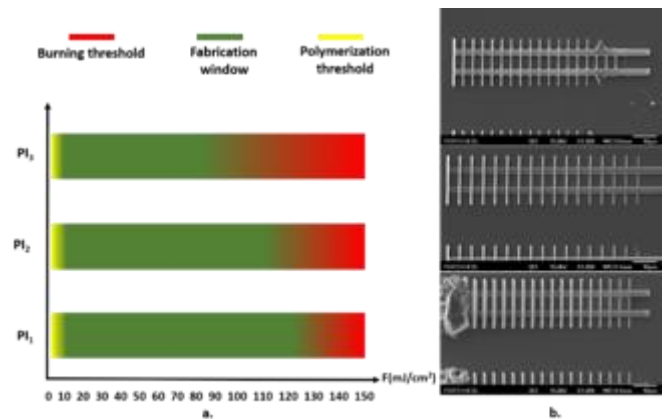 Burning threshold
Fabrication window
Polymerization threshold
PI₃
PI₂
PI₁
F(mJ/cm²)
0 10 20 30 40 50 60 70 80 90 100 110 120 130 140 150
a.
b.